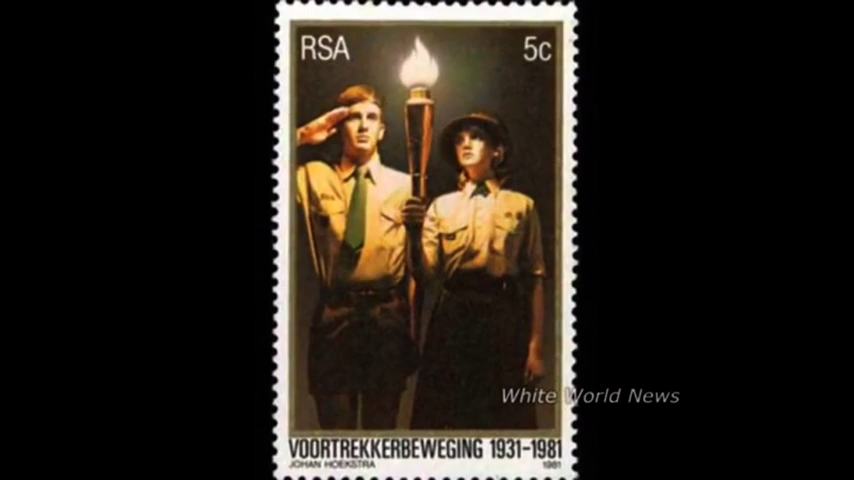 RSA 5c
White World News
VOORTREKKERBEWEGING 1931-1981
JOHAN HOEKSTRA 1981